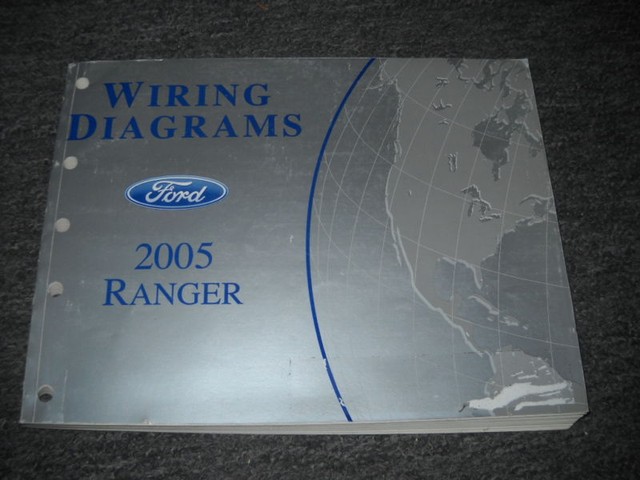 WIRING
DIAGRAMS
Ford
2005
RANGER